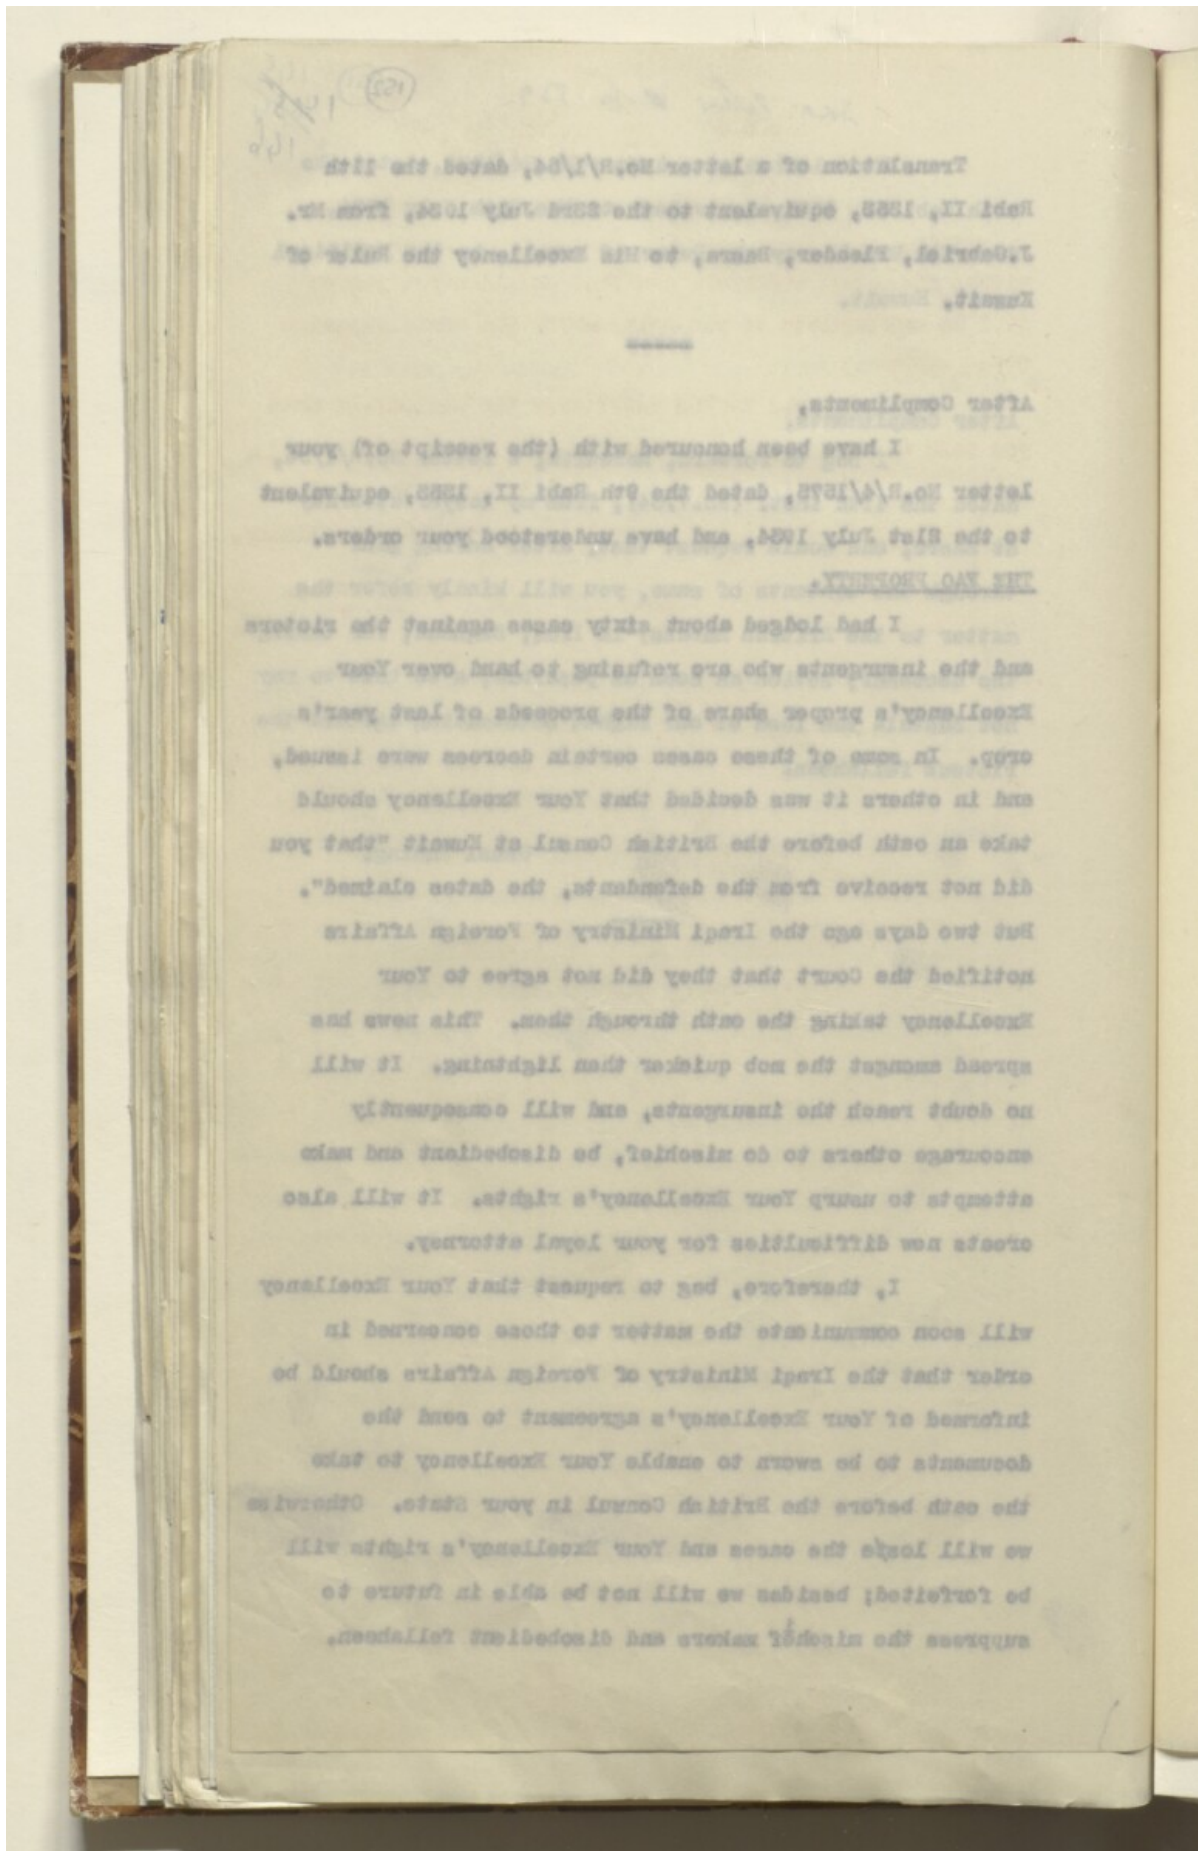 Translation of a letter No.R/1/84, dated the 11th
Rabi II, 1353, equivalent to the 23rd July 1934, from Mr.
J.Gabriel, Pleader, Basra, to His Excellency the Ruler of
Kuwait.
After Compliments,
I have been honoured with (the receipt of) your
letter No.R/4/1575, dated the 9th Rabi II, 1353, equivalent
to the 21st July 1934, and have understood your orders.
THE FAO PROPERTY.
I had lodged about sixty cases against the rioters
and the insurgents who are refusing to hand over Your
Excellency's proper share of the proceeds of last year's
crop. In some of these cases certain decrees were issued,
and in others it was decided that Your Excellency should
take an oath before the British Consul at Kuwait "that you
did not receive from the defendants, the dates claimed".
But two days ago the Iraqi Ministry of Foreign Affairs
notified the Court that they did not agree to Your
Excellency taking the oath through them. This news has
spread amongst the mob quicker than lightning. It will
no doubt reach the insurgents, and will consequently
encourage others to do mischief, be disobedient and make
attempts to usurp Your Excellency's rights. It will also
create new difficulties for your loyal attorney.
I, therefore, beg to request that Your Excellency
will soon communicate the matter to those concerned in
order that the Iraqi Ministry of Foreign Affairs should be
informed of Your Excellency's agreement to send the
documents to be sworn to enable Your Excellency to take
the oath before the British Consul in your State. Otherwise
we will lose the cases and Your Excellency's rights will
be forfeited; besides we will not be able in future to
suppress the mischief makers and disobedient fellaheen.